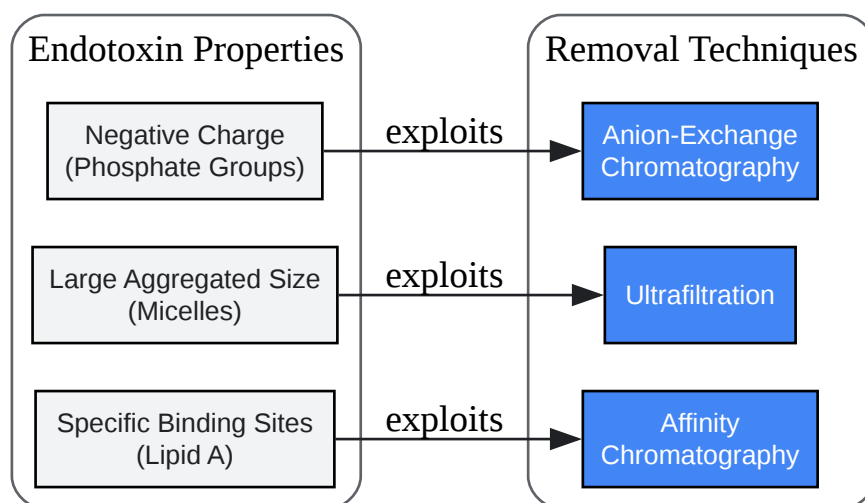 Endotoxin Properties
Removal Techniques
Negative Charge
(Phosphate Groups)
exploits
Anion-Exchange
Chromatography
Large Aggregated Size
(Micelles)
exploits
Ultrafiltration
Specific Binding Sites
(Lipid A)
exploits
Affinity
Chromatography